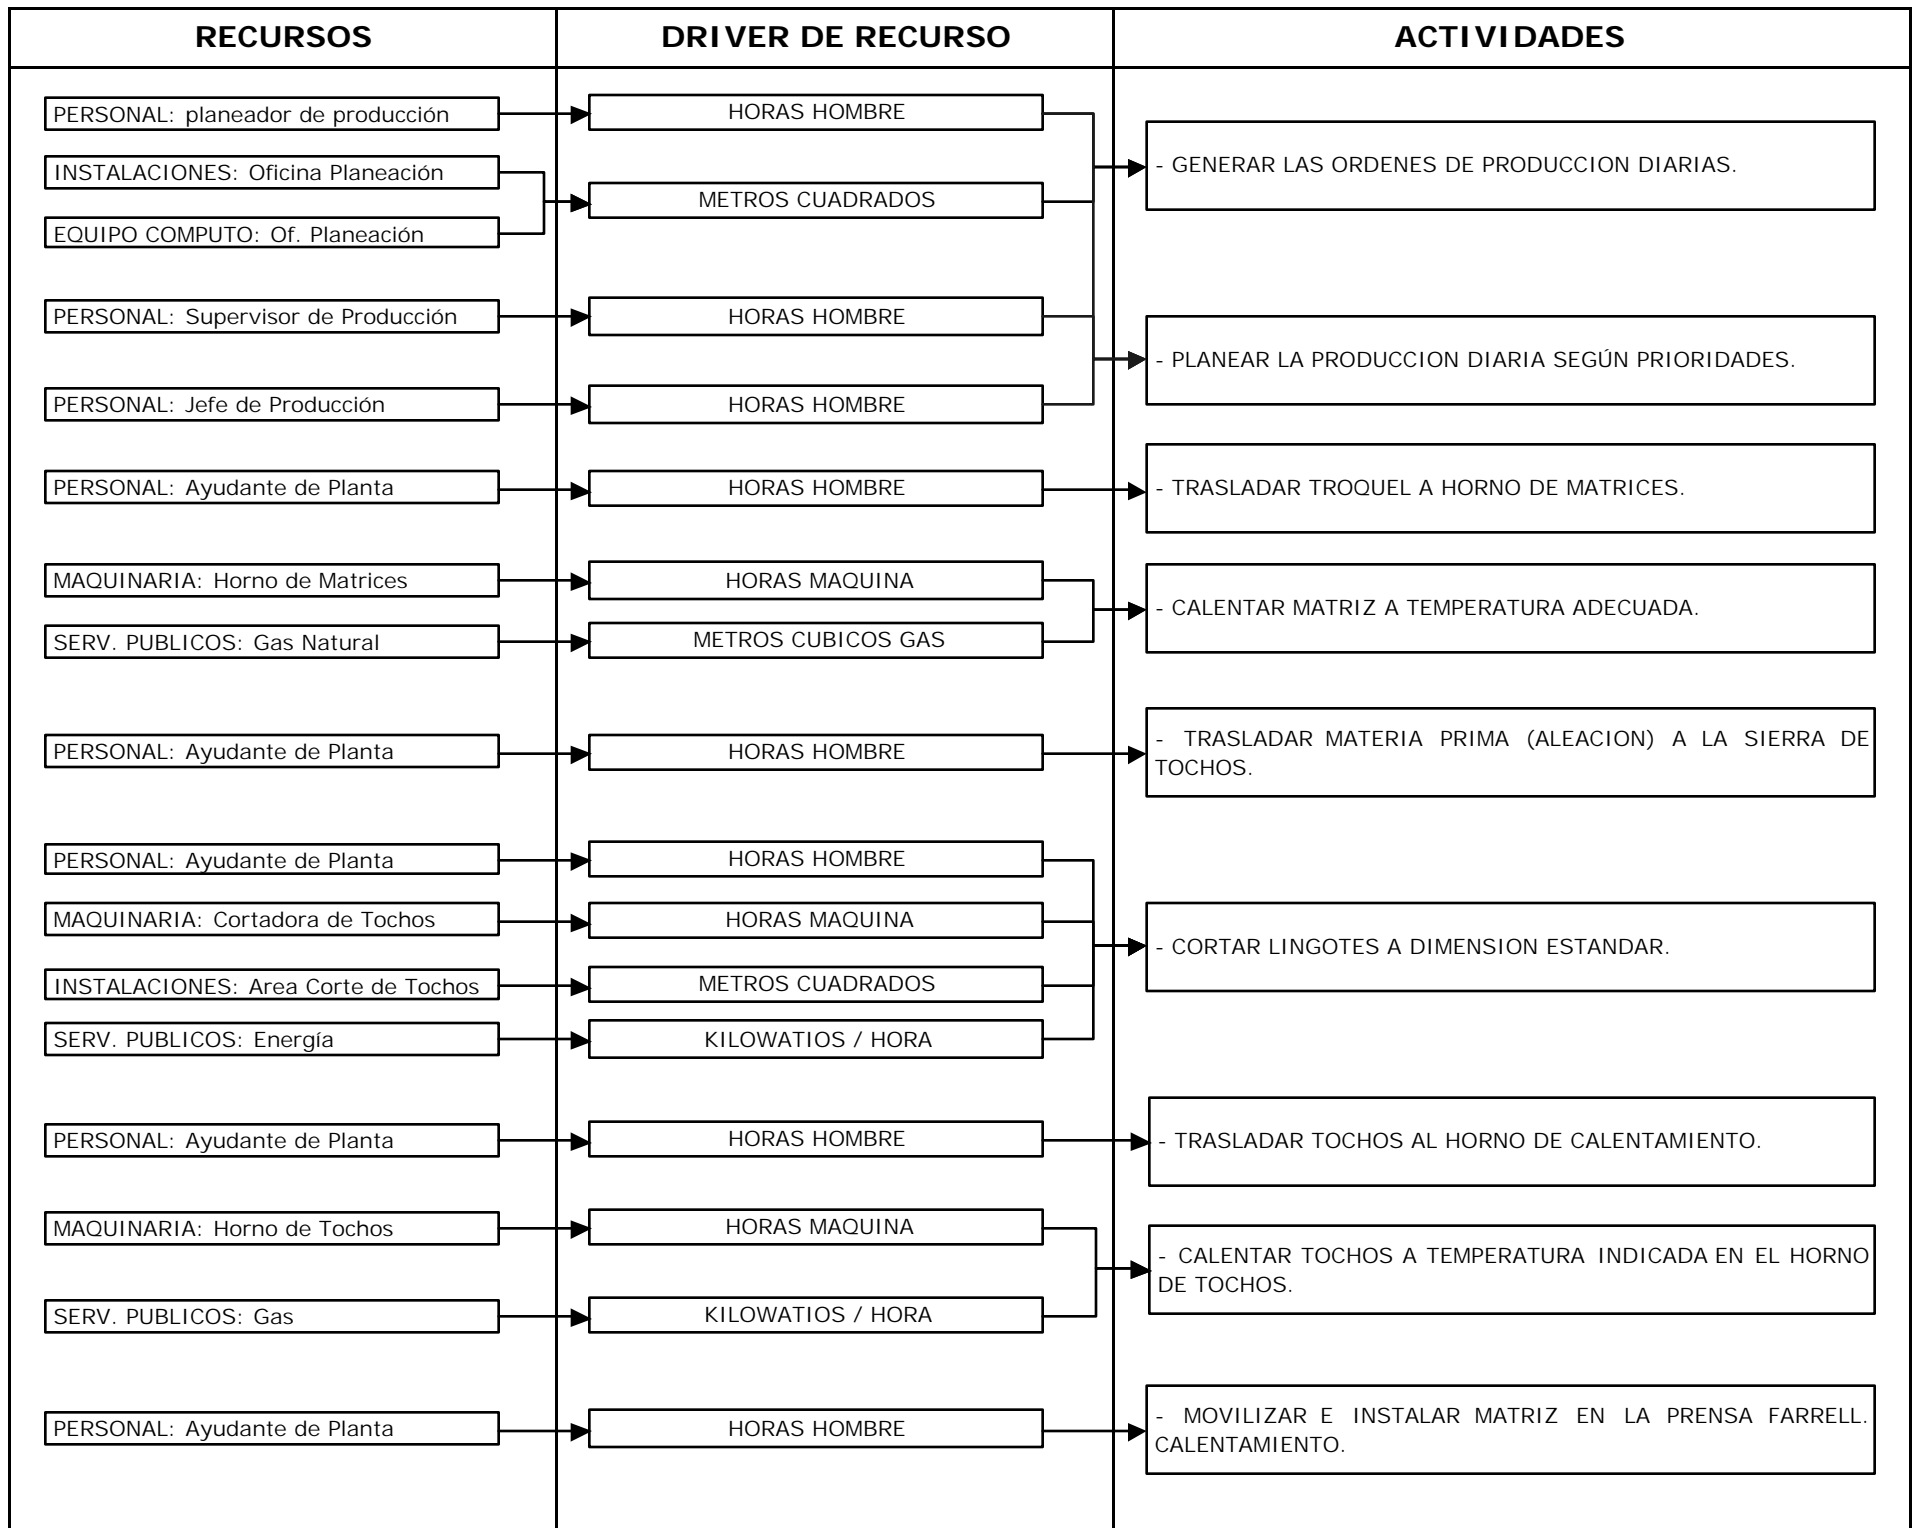 RECURSOS
DRIVER DE RECURSO
ACTIVIDADES
PERSONAL: planeador de producción
HORAS HOMBRE
- GENERAR LAS ORDENES DE PRODUCCION DIARIAS.
INSTALACIONES: Oficina Planeación
METROS CUADRADOS
EQUIPO COMPUTO: Of. Planeación
PERSONAL: Supervisor de Producción
HORAS HOMBRE
- PLANEAR LA PRODUCCION DIARIA SEGÚN PRIORIDADES.
PERSONAL: Jefe de Producción
HORAS HOMBRE
PERSONAL: Ayudante de Planta
HORAS HOMBRE
- TRASLADAR TROQUEL A HORNO DE MATRICES.
MAQUINARIA: Horno de Matrices
HORAS MAQUINA
- CALENTAR MATRIZ A TEMPERATURA ADECUADA.
SERV. PUBLICOS: Gas Natural
METROS CUBICOS GAS
PERSONAL: Ayudante de Planta
HORAS HOMBRE
- TRASLADAR MATERIA PRIMA (ALEACION) A LA SIERRA DE
TOCHOS.
PERSONAL: Ayudante de Planta
HORAS HOMBRE
MAQUINARIA: Cortadora de Tochos
HORAS MAQUINA
- CORTAR LINGOTES A DIMENSION ESTANDAR.
INSTALACIONES: Area Corte de Tochos
METROS CUADRADOS
SERV. PUBLICOS: Energía
KILOWATIOS / HORA
PERSONAL: Ayudante de Planta
HORAS HOMBRE
- TRASLADAR TOCHOS AL HORNO DE CALENTAMIENTO.
MAQUINARIA: Horno de Tochos
HORAS MAQUINA
- CALENTAR TOCHOS A TEMPERATURA INDICADA EN EL HORNO
DE TOCHOS.
SERV. PUBLICOS: Gas
KILOWATIOS / HORA
PERSONAL: Ayudante de Planta
HORAS HOMBRE
- MOVILIZAR E INSTALAR MATRIZ EN LA PRENSA FARRELL.
CALENTAMIENTO.